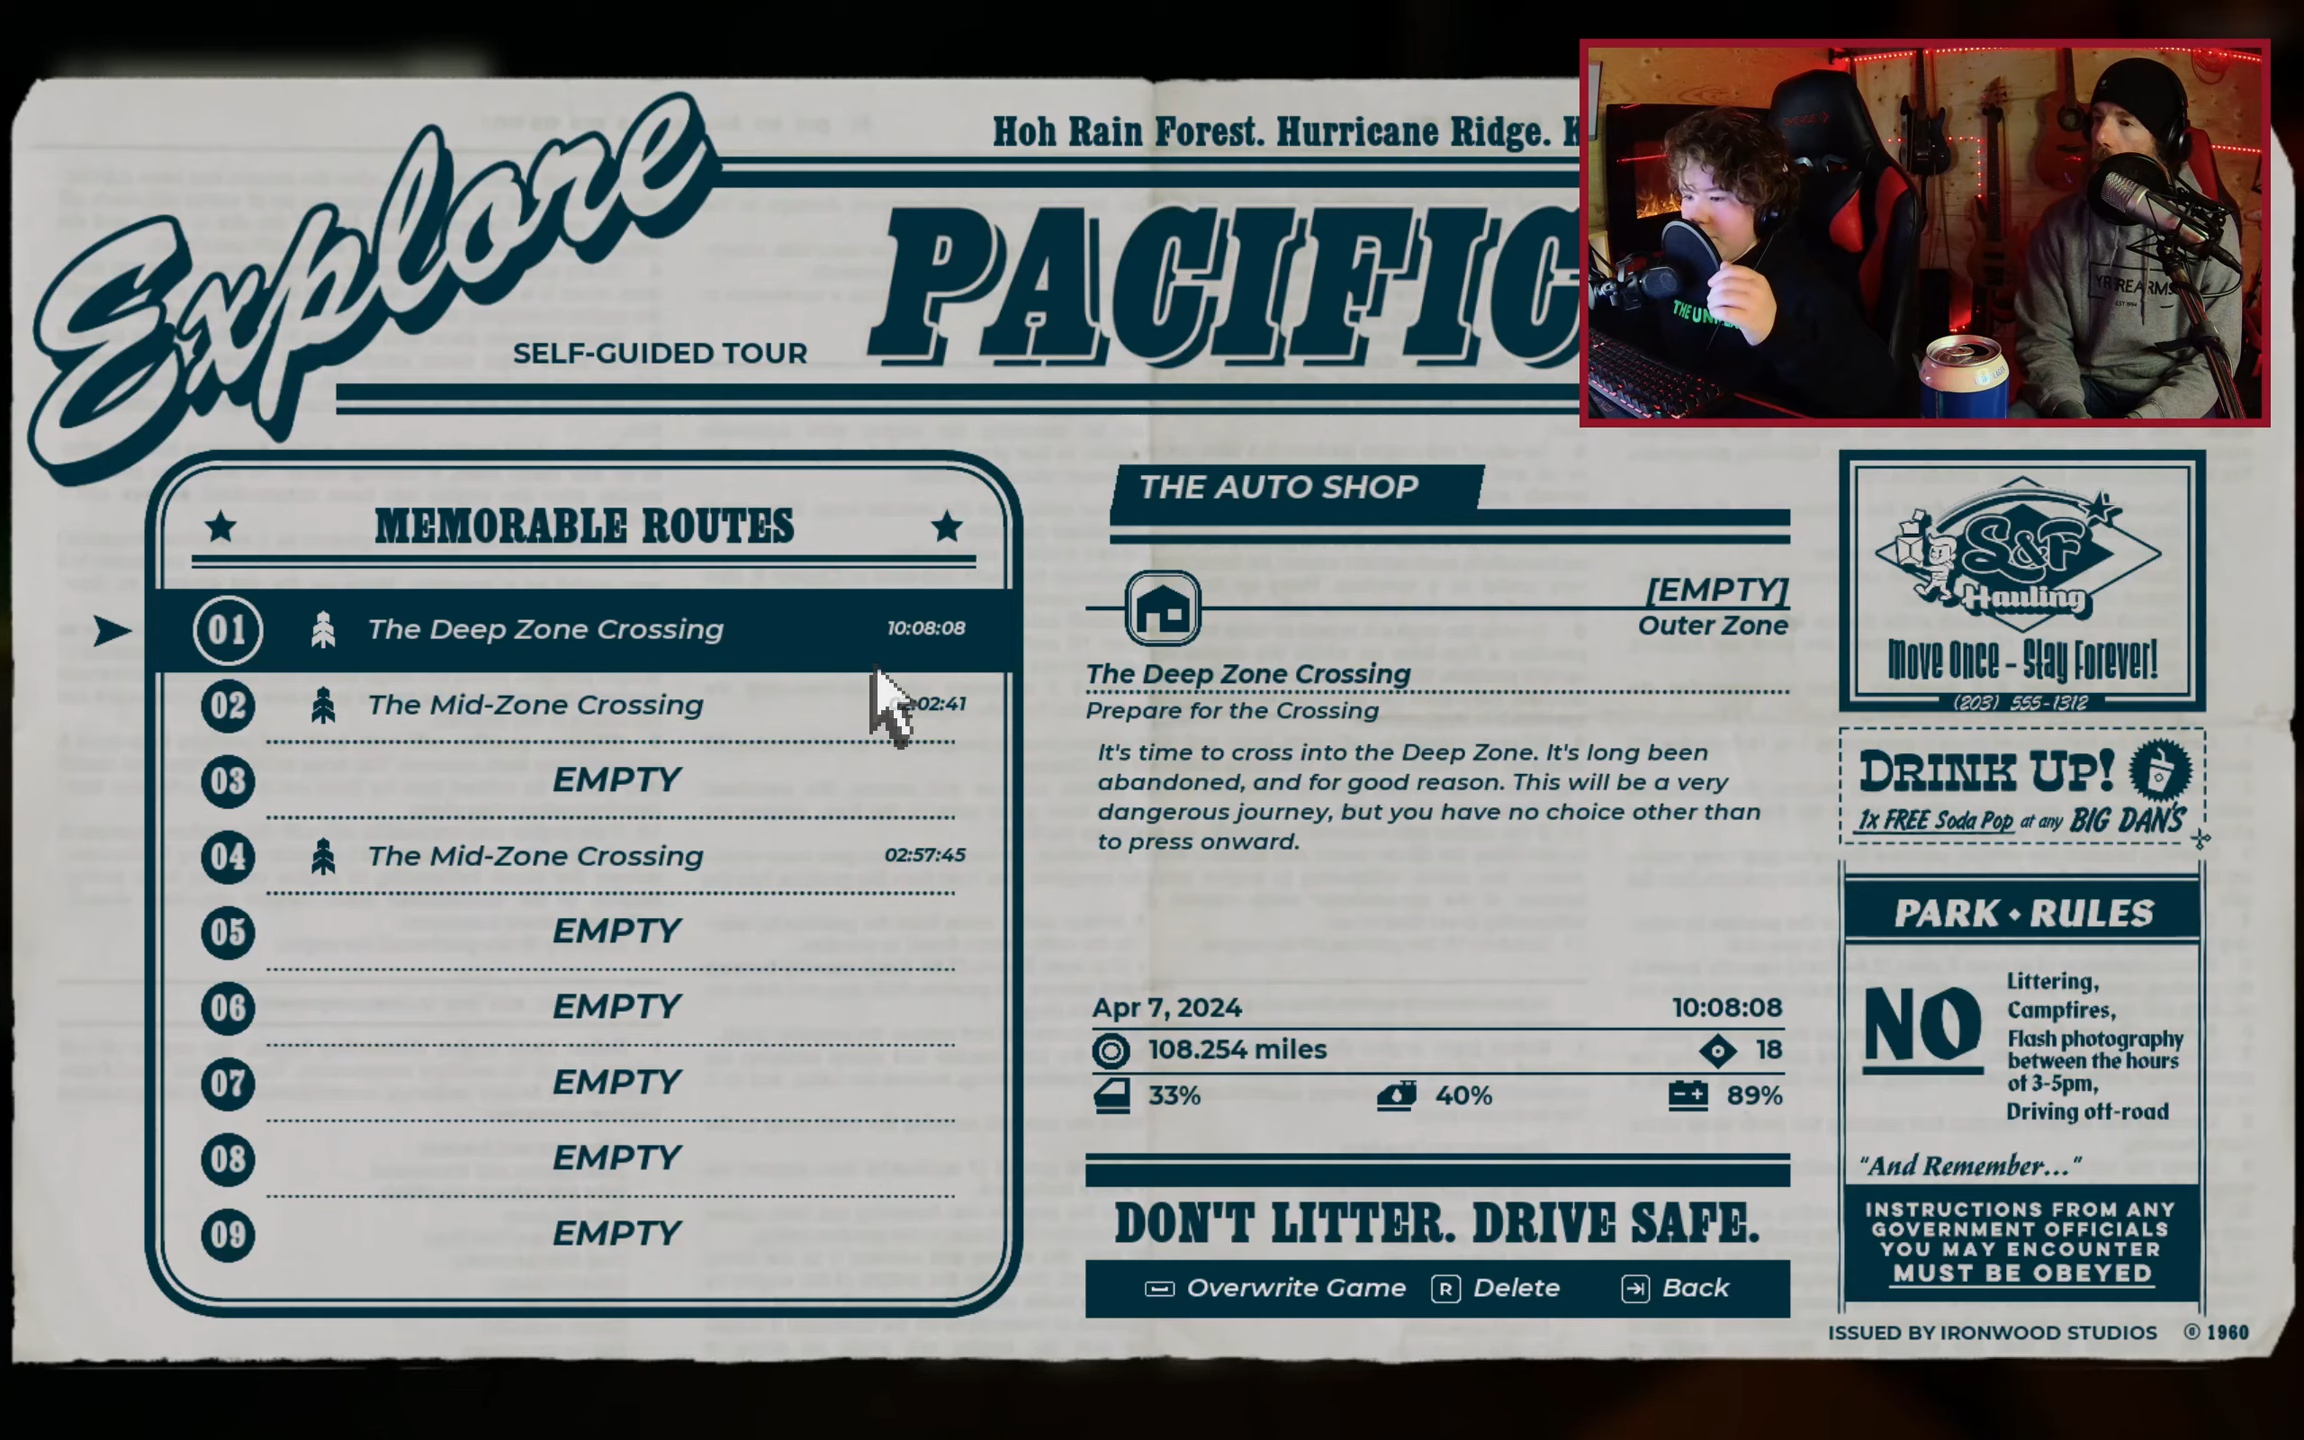 Explore
Hoh Rain Forest. Hurricane Ridge.
PACIFIC
SELF-GUIDED TOUR
MEMORABLE ROUTES
01 The Deep Zone Crossing 10:08:08
02 The Mid-Zone Crossing :02:41
03 EMPTY
04 The Mid-Zone Crossing 02:57:45
05 EMPTY
06 EMPTY
07 EMPTY
08 EMPTY
09 EMPTY
THE AUTO SHOP
[EMPTY]
Outer Zone
The Deep Zone Crossing
Prepare for the Crossing
It's time to cross into the Deep Zone. It's long been
abandoned, and for good reason. This will be a very
dangerous journey, but you have no choice other than
to press onward.
Apr 7, 2024 10:08:08
108.254 miles 18
33% 40% 89%
DON'T LITTER. DRIVE SAFE.
Overwrite Game R Delete Back
S&F
Hauling
Move Once - Stay Forever!
(203) 555-1312
DRINK UP!
1X FREE Soda Pop at any BIG DAN'S
PARK • RULES
NO
Littering,
Campfires,
Flash photography
between the hours
of 3-5pm,
Driving off-road
"And Remember..."
INSTRUCTIONS FROM ANY
GOVERNMENT OFFICIALS
YOU MAY ENCOUNTER
MUST BE OBEYED
ISSUED BY IRONWOOD STUDIOS © 1960